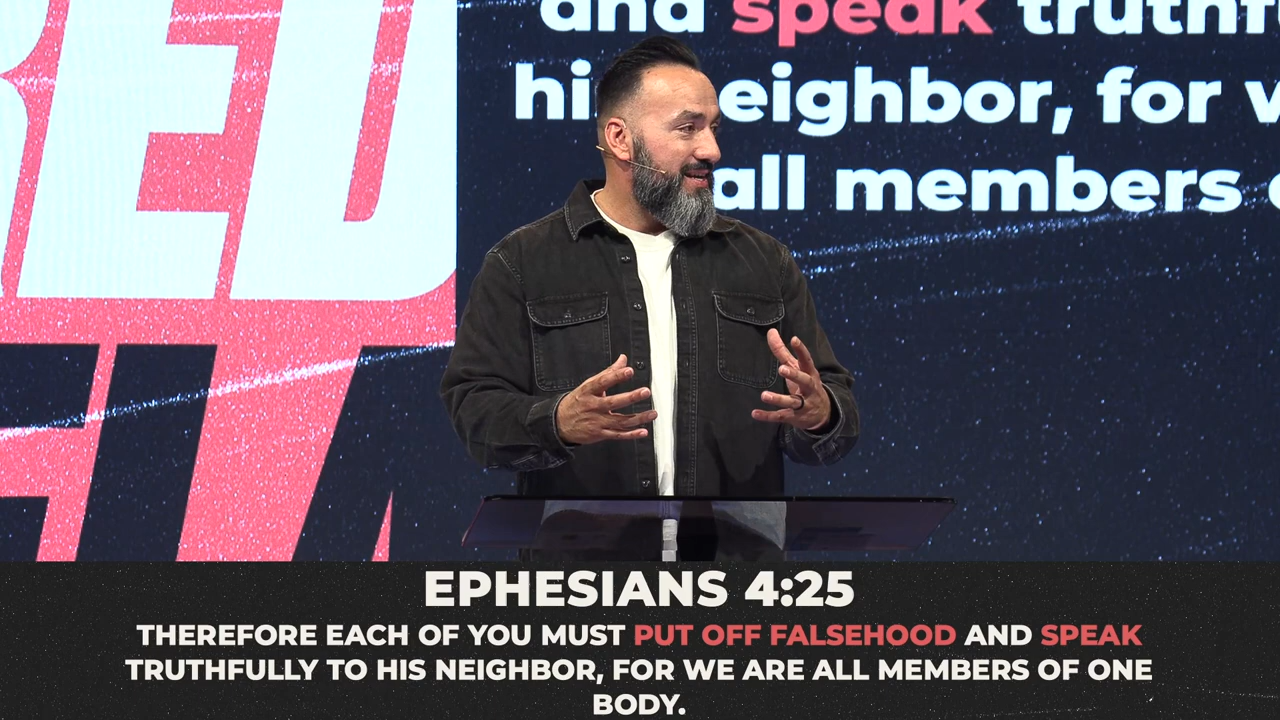 and speak
his neighbor, for
all members
EPHESIANS 4:25
THEREFORE EACH OF YOU MUST PUT OFF FALSEHOOD AND SPEAK
TRUTHFULLY TO HIS NEIGHBOR, FOR WE ARE ALL MEMBERS OF ONE
BODY.